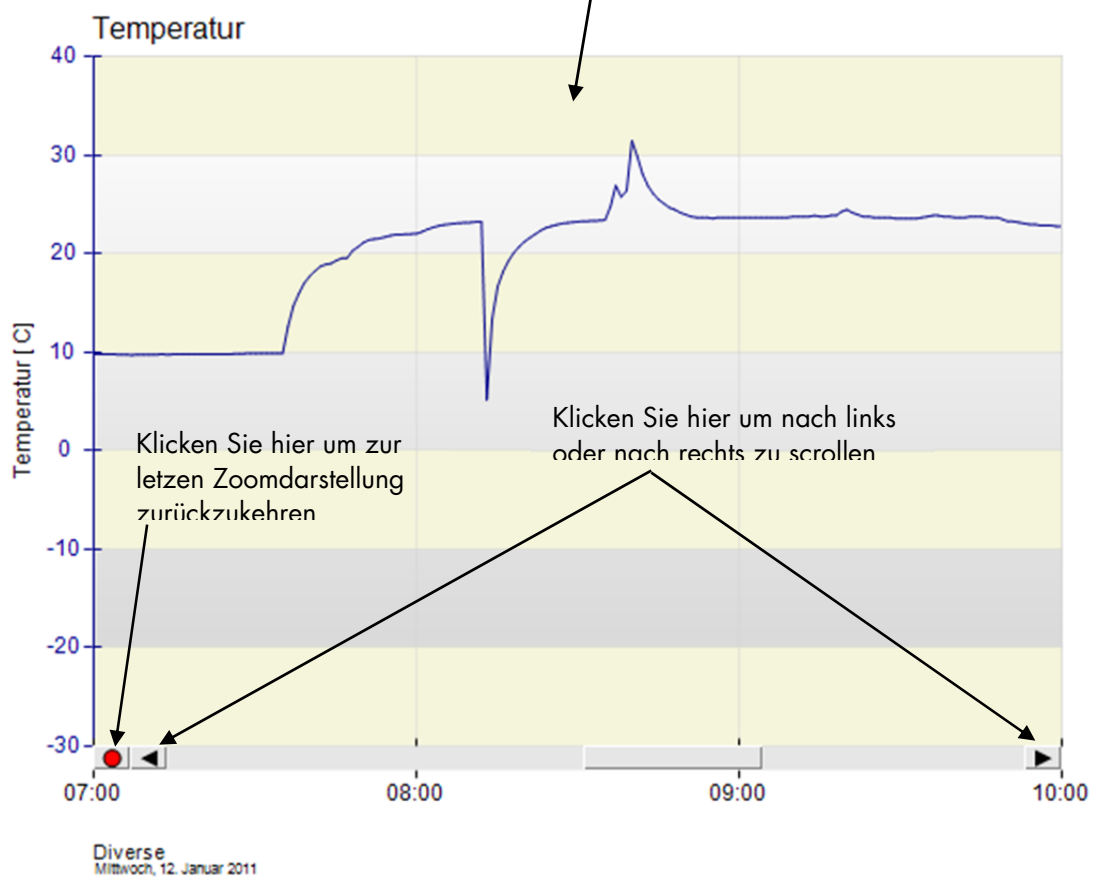 Temperatur
40
30
20
10
0
-10
-20
-30
Temperatur [ C]
Klicken Sie hier um zur
letzen Zoomdarstellung
zurückzukehren
Klicken Sie hier um nach links
oder nach rechts zu scrollen
07:00
08:00
09:00
10:00
Diverse
Mittwoch, 12. Januar 2011